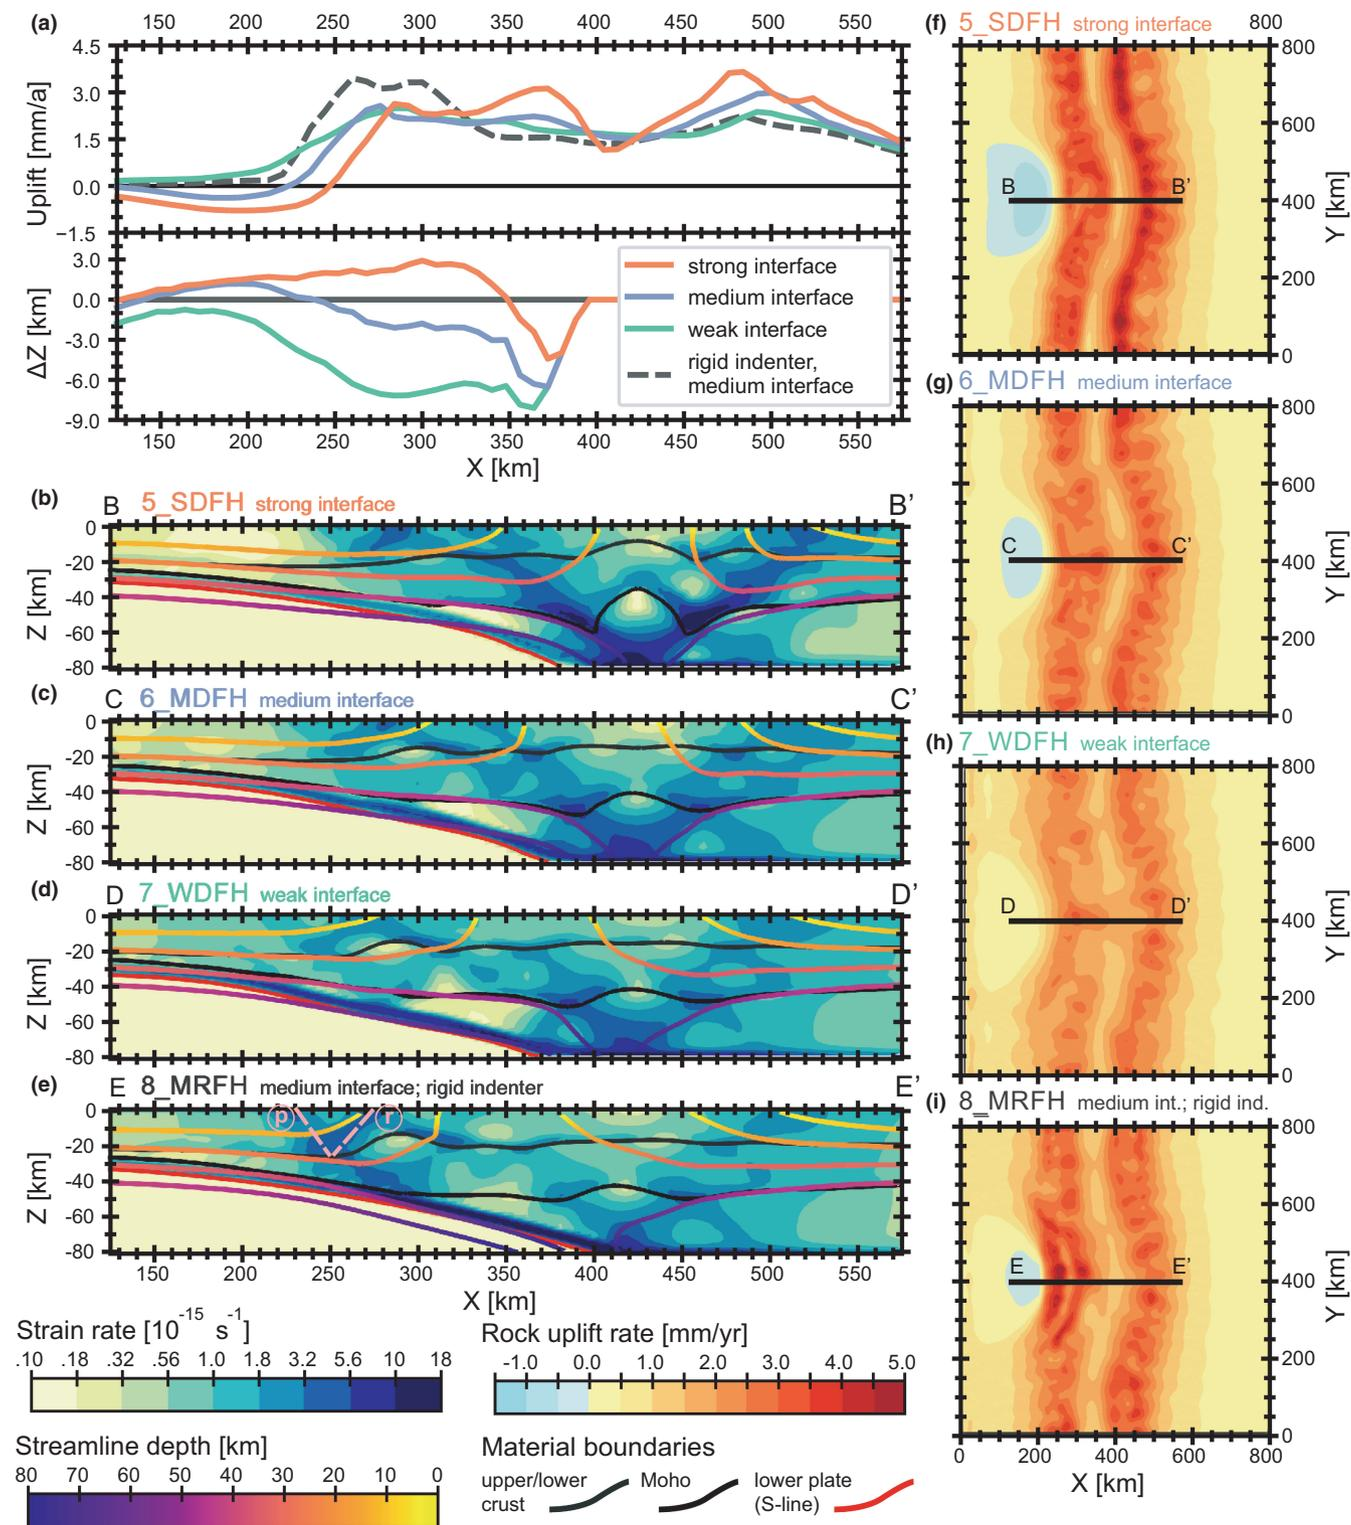 (a)
150 200 250 300 350 400 450 500 550
Uplift [mm/a]
4.5
3.0
1.5
0.0
−1.5
ΔZ [km]
3.0
0.0
-3.0
-6.0
-9.0
strong interface
medium interface
weak interface
rigid indenter,
medium interface
150 200 250 300 350 400 450 500 550
X [km]
(b) B 5_SDFH strong interface B’
Z [km]
0
-20
-40
-60
-80
(c) C 6_MDFH medium interface C’
Z [km]
0
-20
-40
-60
-80
(d) D 7_WDFH weak interface D’
Z [km]
0
-20
-40
-60
-80
(e) E 8_MRFH medium interface; rigid indenter E’
p r
Z [km]
0
-20
-40
-60
-80
150 200 250 300 350 400 450 500 550
X [km]
Strain rate [10-15 s-1]
.10 .18 .32 .56 1.0 1.8 3.2 5.6 10 18
Streamline depth [km]
80 70 60 50 40 30 20 10 0
Rock uplift rate [mm/yr]
-1.0 0.0 1.0 2.0 3.0 4.0 5.0
Material boundaries
upper/lower
crust
Moho
lower plate
(S-line)
(f) 5_SDFH strong interface
0 200 400 600 800
800
600
B B’ 400
200
0
Y [km]
(g) 6_MDFH medium interface
800
600
C C’ 400
200
0
Y [km]
(h) 7_WDFH weak interface
800
600
D D’ 400
200
0
Y [km]
(i) 8_MRFH medium int.; rigid ind.
800
600
E E’ 400
200
0
Y [km]
0 200 400 600 800
X [km]